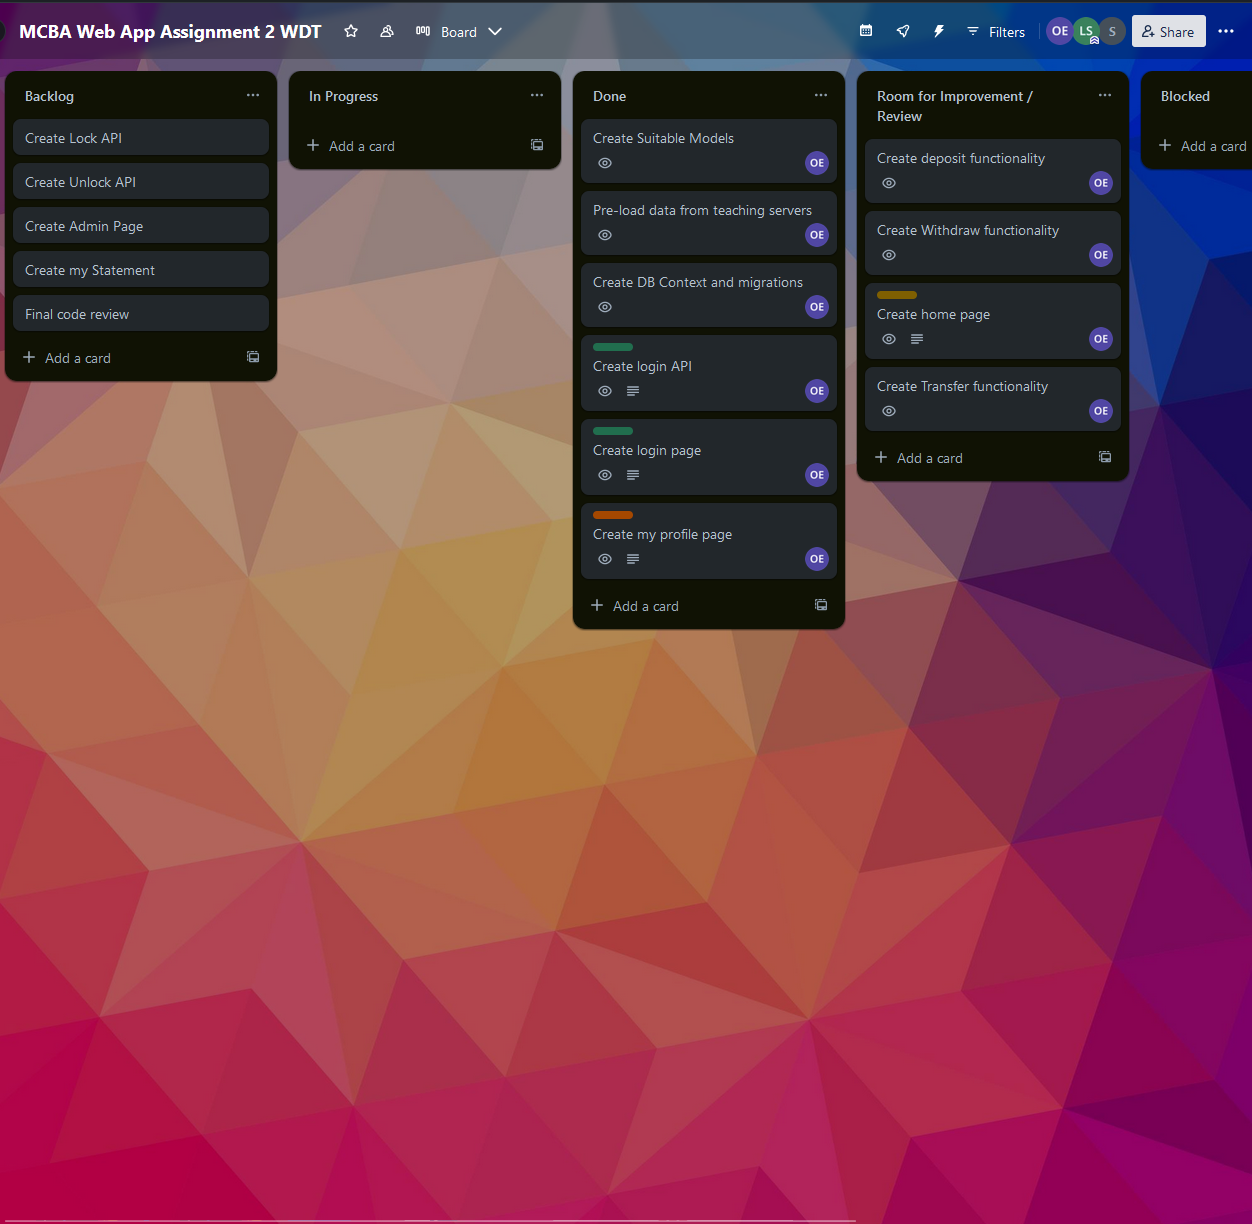 MCBA Web App Assignment 2 WDT
Board
Filters
OE
LS
S
Share
Backlog
Create Lock API
Create Unlock API
Create Admin Page
Create my Statement
Final code review
Add a card
In Progress
Add a card
Done
Create Suitable Models
OE
Pre-load data from teaching servers
OE
Create DB Context and migrations
OE
Create login API
OE
Create login page
OE
Create my profile page
OE
Add a card
Room for Improvement /
Review
Create deposit functionality
OE
Create Withdraw functionality
OE
Create home page
OE
Create Transfer functionality
OE
Add a card
Blocked
Add a card